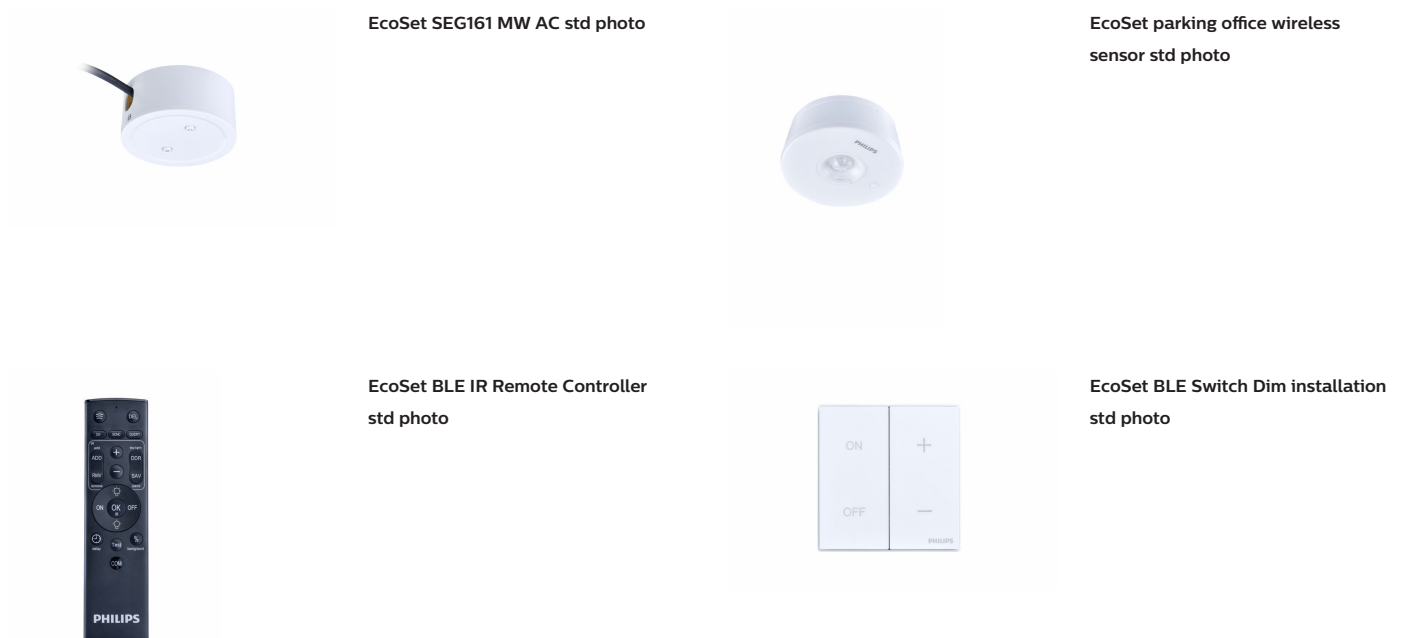 EcoSet SEG161 MW AC std photo
EcoSet parking office wireless
sensor std photo
PHILIPS
EcoSet BLE IR Remote Controller
std photo
ADD
+
DDR
RMV
−
SAV
ON
OK
OFF
Test
COM
PHILIPS
EcoSet BLE Switch Dim installation
std photo
ON
+
OFF
−
PHILIPS